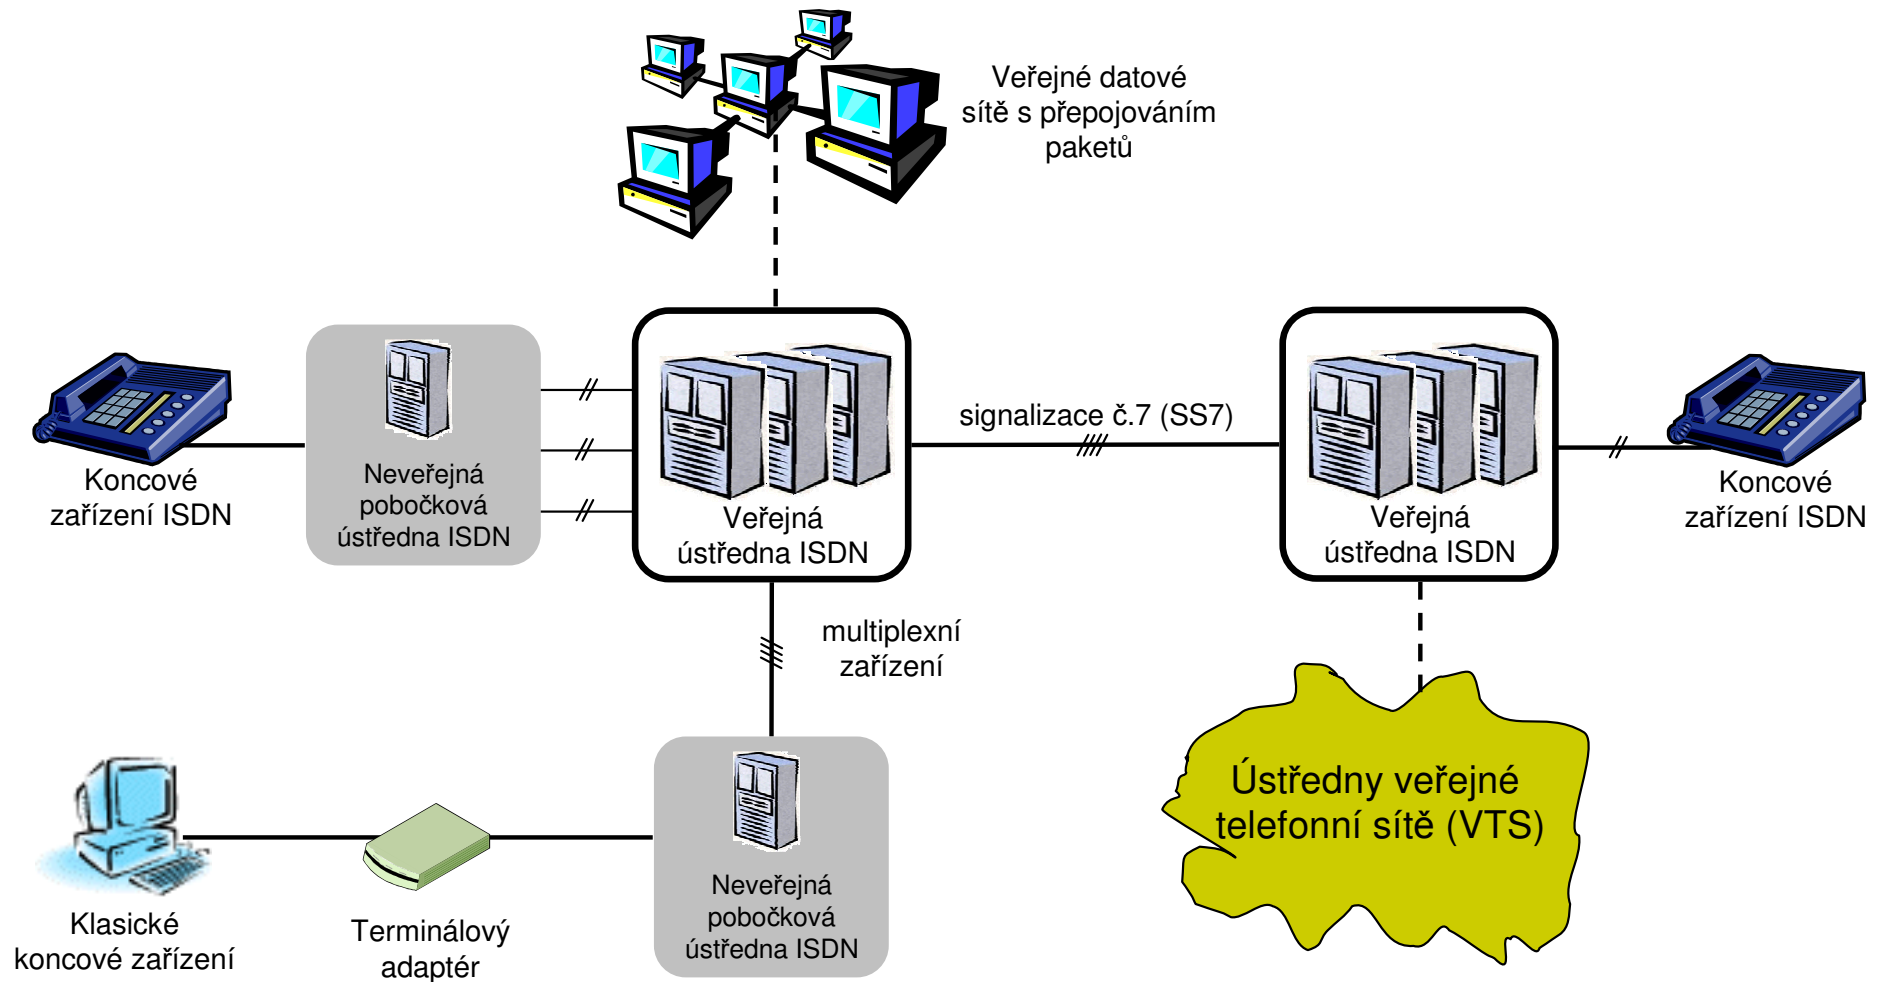 Veřejné datové
sítě s přepojováním
paketů
signalizace č.7 (SS7)
Koncové
zařízení ISDN
Neveřejná
pobočková
ústředna ISDN
Veřejná
ústředna ISDN
Veřejná
ústředna ISDN
Koncové
zařízení ISDN
multiplexní
zařízení
Ústředny veřejné
telefonní sítě (VTS)
Klasické
koncové zařízení
Terminálový
adaptér
Neveřejná
pobočková
ústředna ISDN